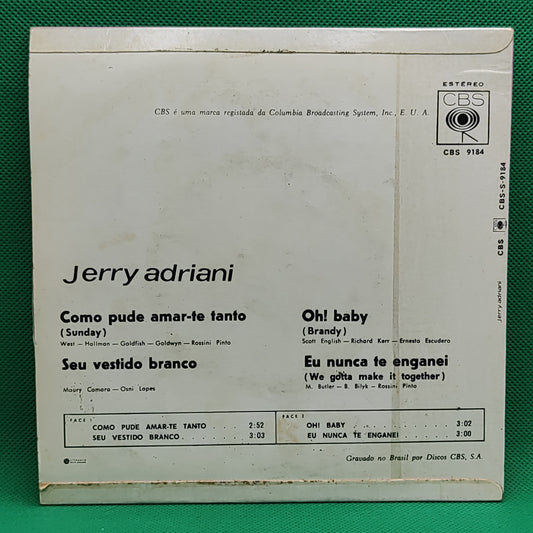 ESTÉREO
CBS
CBS 9184
CBS é uma marca registada da Columbia Broadcasting System, Inc., E. U. A.
CBS CBS-S-9184
Jerry adriani
Jerry adriani
Como pude amar-te tanto
(Sunday)
West — Hallman — Goldfish — Goldwyn — Rossini Pinto
Seu vestido branco
Maury Comara — Osni Lopes
Oh! baby
(Brandy)
Scott English — Richard Kerr — Ernesto Escudero
Eu nunca te enganei
(We gotta make it together)
M. Butler — B. Bilyk — Rossini Pinto
FACE 1
COMO PUDE AMAR-TE TANTO . . . . 2:52
SEU VESTIDO BRANCO. . . . . . . . 3:03
FACE 2
OH! BABY . . . . . . . . . . . . 3:02
EU NUNCA TE ENGANEI . . . . . . 3:00
Gravado no Brasil por Discos CBS, S.A.